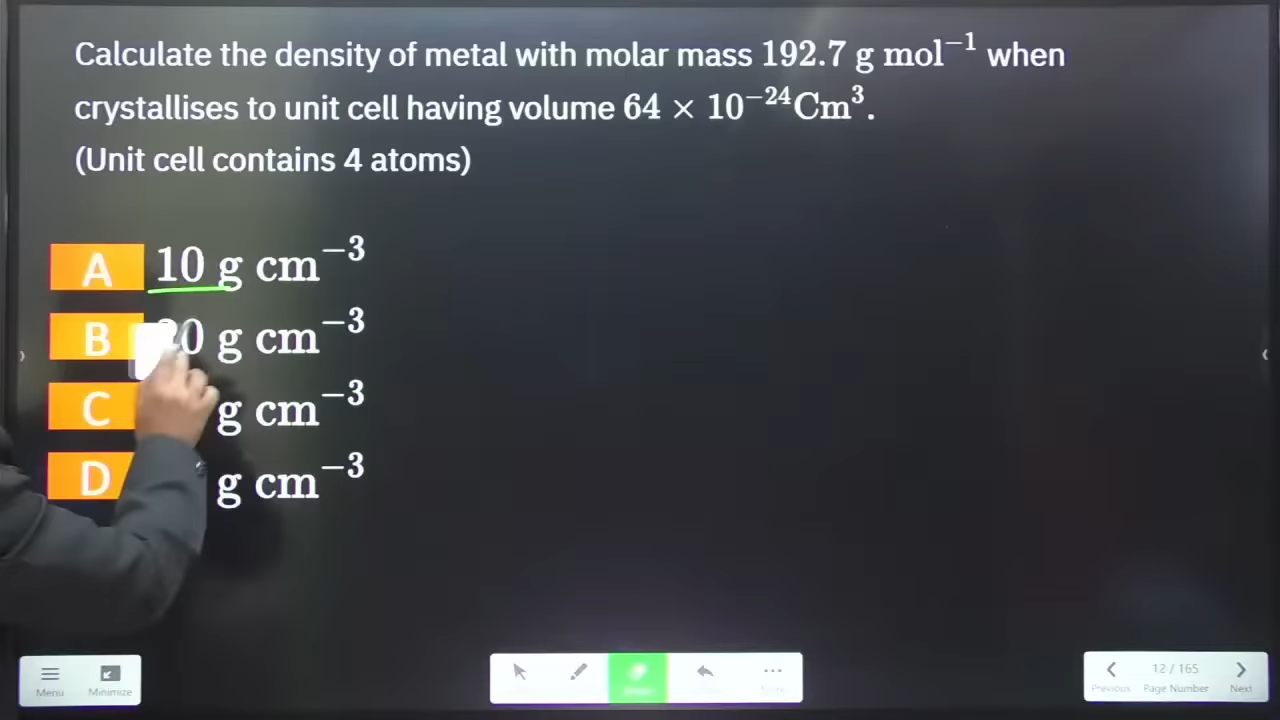 Calculate the density of metal with molar mass 192.7 g mol⁻¹ when
crystallises to unit cell having volume 64 × 10⁻²⁴Cm³.
(Unit cell contains 4 atoms)
A 10 g cm⁻³
B g cm⁻³
C g cm⁻³
D g cm⁻³
Menu Minimize
12 / 165
Previous Page Number Next